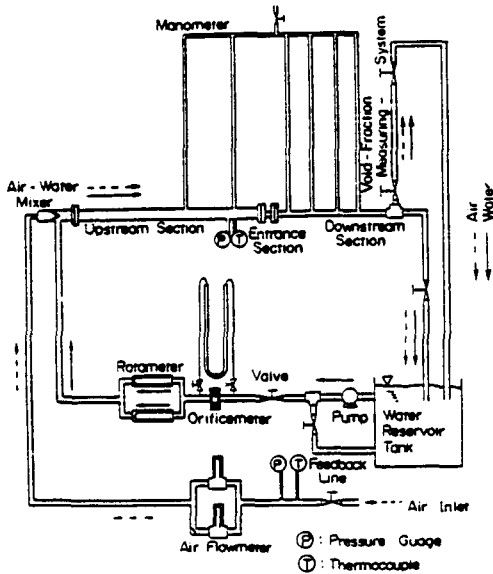 Manometer
Void-Fraction
Measuring-
System
Air-Water
Mixer
Upstream Section
P T
Entrance
Section
Downstream
Section
Air
Water
Rotameter
Orificemeter
Valve
Pump
Water
Reservoir
Tank
P T
Feedback
Line
Air Flowmeter
Air Inlet
P : Pressure Guage
T : Thermocouple